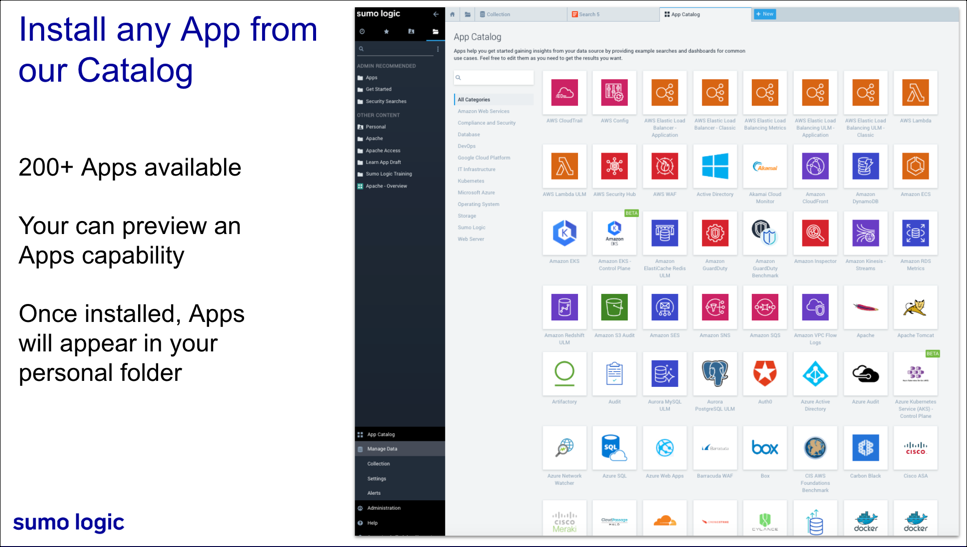 Install any App from
our Catalog
200+ Apps available
Your can preview an
Apps capability
Once installed, Apps
will appear in your
personal folder
sumo logic
sumo logic
ADMIN RECOMMENDED
Apps
Get Started
Security Searches
OTHER CONTENT
Personal
Apache
Apache Access
Learn App Draft
Sumo Logic Training
Apache - Overview
App Catalog
Manage Data
Collection
Settings
Alerts
Administration
Help
Collection
Search 5
App Catalog
+ New
App Catalog
Apps help you get started gaining insights from your data source by providing example searches and dashboards for common
use cases. Feel free to edit them as you need to get the results you want.
All Categories
Amazon Web Services
Compliance and Security
Database
DevOps
Google Cloud Platform
IT Infrastructure
Kubernetes
Microsoft Azure
Operating System
Storage
Sumo Logic
Web Server
AWS CloudTrail
AWS Config
AWS Elastic Load
Balancer -
Application
AWS Elastic Load
Balancer - Classic
AWS Elastic Load
Balancing Metrics
AWS Elastic Load
Balancing ULM -
Application
AWS Elastic Load
Balancing ULM -
Classic
AWS Lambda
AWS Lambda ULM
AWS Security Hub
AWS WAF
Active Directory
Akamai
Akamai Cloud
Monitor
Amazon
CloudFront
Amazon
DynamoDB
Amazon ECS
Amazon EKS
BETA
Amazon
EKS
Amazon EKS -
Control Plane
Amazon
ElastiCache Redis
ULM
Amazon
GuardDuty
Amazon
GuardDuty
Benchmark
Amazon Inspector
Amazon Kinesis -
Streams
Amazon RDS
Metrics
Amazon Redshift
ULM
Amazon S3 Audit
Amazon SES
Amazon SNS
Amazon SQS
Amazon VPC Flow
Logs
Apache
Apache Tomcat
Artifactory
Audit
Aurora MySQL
ULM
Aurora
PostgreSQL ULM
Auth0
Azure Active
Directory
Azure Audit
BETA
Azure Kubernetes
Service (AKS) -
Control Plane
Azure Network
Watcher
SQL
Azure SQL
Azure Web Apps
Barracuda
Barracuda WAF
box
Box
CIS AWS
Foundations
Benchmark
Carbon Black
CISCO
Cisco ASA
CISCO
Meraki
docker
docker